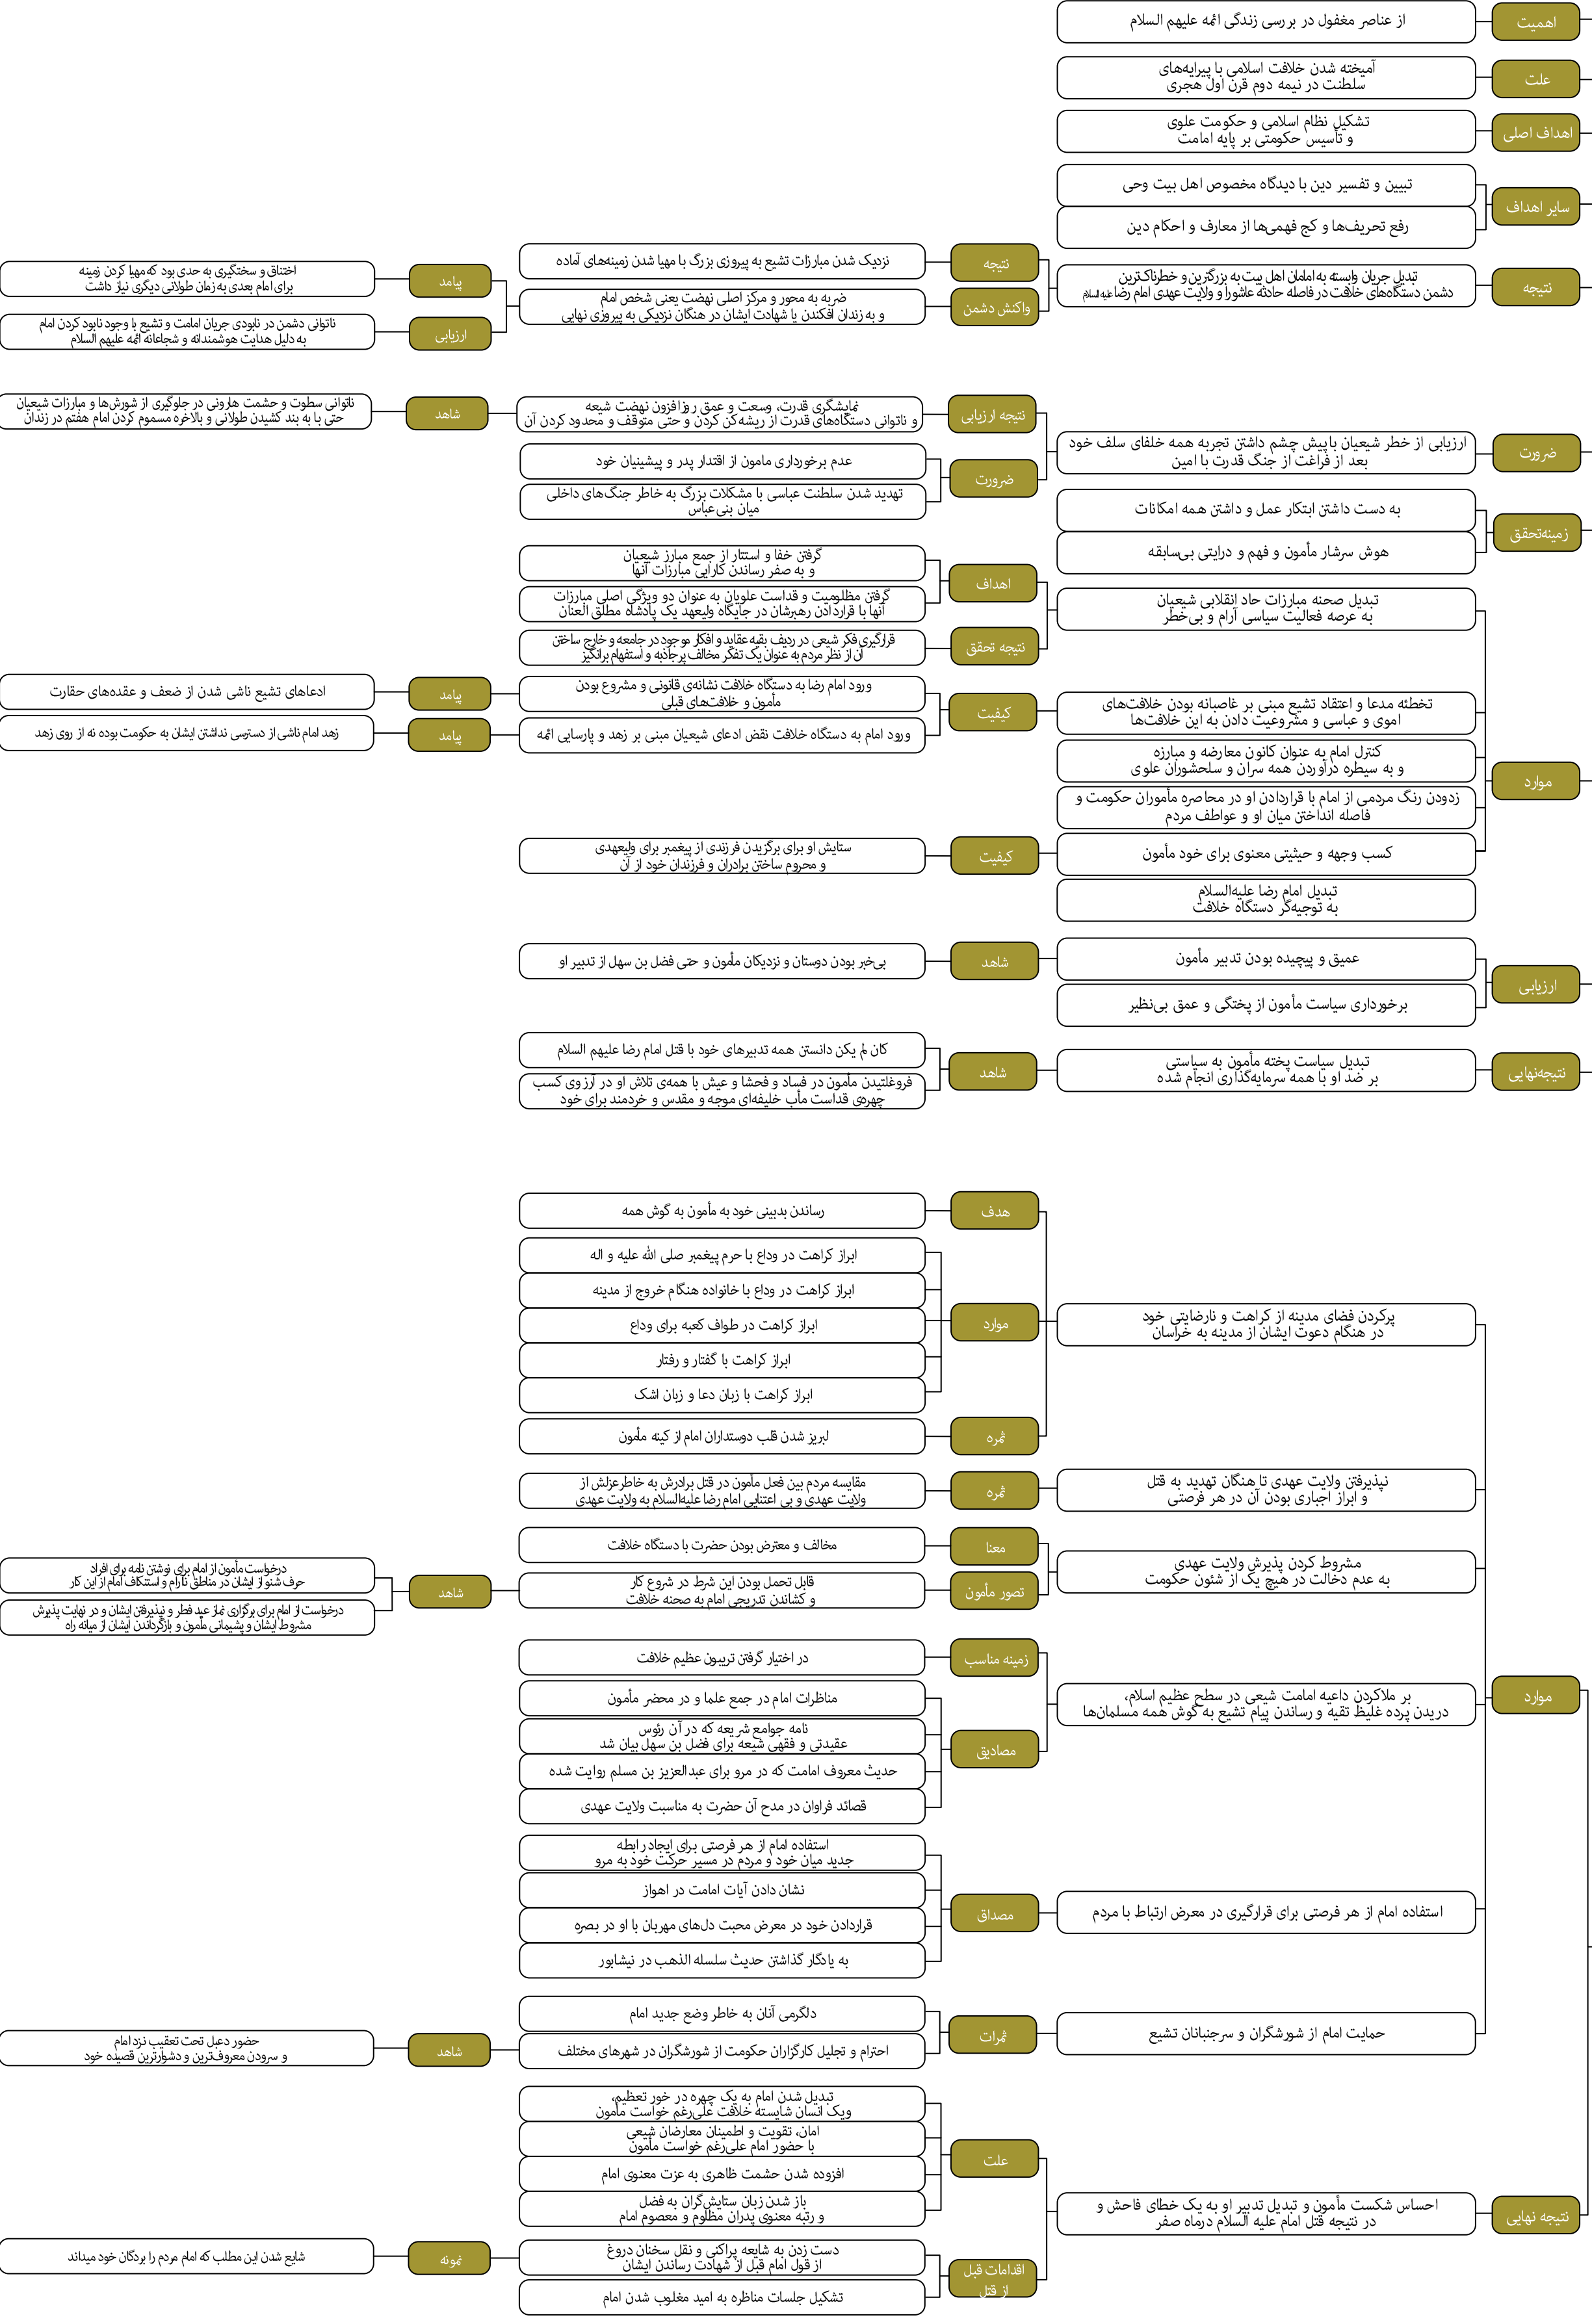 اهمیت
از عناصر مغفول در بررسی زندگی ائمه علیهم السلام
علت
آمیخته شدن خلافت اسلامی با پیرایه‌های
سلطنت در نیمه دوم قرن اول هجری
اهداف اصلی
تشکیل نظام اسلامی و حکومت علوی
و تأسیس حکومتی بر پایه امامت
سایر اهداف
تبیین و تفسیر دین با دیدگاه مخصوص اهل بیت وحی
رفع تحریف‌ها و کج فهمی‌ها از معارف و احکام دین
نتیجه
تبدیل جریان وابسته به امامان اهل بیت به بزرگترین و خطرناک‌ترین
دشمن دستگاه‌های خلافت در فاصله حادثه عاشورا و ولایت عهدی امام رضا علیه السلام
نتیجه
نزدیک شدن مبارزات تشیع به پیروزی بزرگ با مهیا شدن زمینه‌های آماده
واکنش دشمن
ضربه به محور و مرکز اصلی نهضت یعنی شخص امام
و به زندان افکندن یا شهادت ایشان در هنگان نزدیکی به پیروزی نهایی
پیامد
اختناق و سختگیری به حدی بود که مهیا کردن زمینه
برای امام بعدی به زمان طولانی دیگری نیاز داشت
ارزیابی
ناتوانی دشمن در نابودی جریان امامت و تشیع با وجود نابود کردن امام
به دلیل هدایت هوشمندانه و شجاعانه ائمه علیهم السلام
ضرورت
ارزیابی از خطر شیعیان باپیش چشم داشتن تجربه همه خلفای سلف خود
بعد از فراغت از جنگ قدرت با امین
نتیجه ارزیابی
نمایشگری قدرت، وسعت و عمق روزافزون نهضت شیعه
و ناتوانی دستگاه‌های قدرت از ریشه‌کن کردن و حتی متوقف و محدود کردن آن
شاهد
ناتوانی سطوت و حشمت هارونی در جلوگیری از شورش‌ها و مبارزات شیعیان
حتی با به بند کشیدن طولانی و بالاخره مسموم کردن امام هفتم در زندان
ضرورت
عدم برخورداری مامون از اقتدار پدر و پیشینیان خود
تهدید شدن سلطنت عباسی با مشکلات بزرگ به خاطر جنگ‌های داخلی
میان بنی‌عباس
زمینه‌تحقق
به دست داشتن ابتکار عمل و داشتن همه امکانات
هوش سرشار مأمون و فهم و درایتی بی‌سابقه
موارد
تبدیل صحنه مبارزات حاد انقلابی شیعیان
به عرصه فعالیت سیاسی آرام و بی‌خطر
اهداف
گرفتن خفا و استتار از جمع مبارز شیعیان
و به صفر رساندن کارایی مبارزات آنها
گرفتن مظلومیت و قداست علویان به عنوان دو ویژگی اصلی مبارزات
آنها با قراردادن رهبرشان در جایگاه ولیعهد یک پادشاه مطلق العنان
نتیجه تحقق
قرارگیری فکر شیعی در ردیف بقیه عقاید و افکار موجود در جامعه و خارج ساختن
آن از نظر مردم به عنوان یک تفکر مخالف پرجاذبه و استفهام برانگیز
تخطئه مدعا و اعتقاد تشیع مبنی بر غاصبانه بودن خلافت‌های
اموی و عباسی و مشروعیت دادن به این خلافت‌ها
کیفیت
ورود امام رضا به دستگاه خلافت نشانه‌ی قانونی و مشروع بودن
مأمون و خلافت‌های قبلی
پیامد
ادعاهای تشیع ناشی شدن از ضعف و عقده‌های حقارت
ورود امام به دستگاه خلافت نقض ادعای شیعیان مبنی بر زهد و پارسایی ائمه
پیامد
زهد امام ناشی از دسترسی نداشتن ایشان به حکومت بوده نه از روی زهد
کنترل امام به عنوان کانون معارضه و مبارزه
و به سیطره درآوردن همه سران و سلحشوران علوی
زدودن رنگ مردمی از امام با قراردادن او در محاصره مأموران حکومت و
فاصله انداختن میان او و عواطف مردم
کسب وجهه و حیثیتی معنوی برای خود مأمون
کیفیت
ستایش او برای برگزیدن فرزندی از پیغمبر برای ولیعهدی
و محروم ساختن برادران و فرزندان خود از آن
تبدیل امام رضا علیه‌السلام
به توجیه‌گر دستگاه خلافت
ارزیابی
عمیق و پیچیده بودن تدبیر مأمون
شاهد
بی‌خبر بودن دوستان و نزدیکان مأمون و حتی فضل بن سهل از تدبیر او
برخورداری سیاست مأمون از پختگی و عمق بی‌نظیر
نتیجه‌نهایی
تبدیل سیاست پخته مأمون به سیاستی
بر ضد او با همه سرمایه‌گذاری انجام شده
شاهد
کان لم یکن دانستن همه تدبیرهای خود با قتل امام رضا علیهم السلام
فروغلتیدن مأمون در فساد و فحشا و عیش با همه‌ی تلاش او در آرزوی کسب
چهره‌ی قداست مأب خلیفه‌ای موجه و مقدس و خردمند برای خود
موارد
پرکردن فضای مدینه از کراهت و نارضایتی خود
در هنگام دعوت ایشان از مدینه به خراسان
هدف
رساندن بدبینی خود به مأمون به گوش همه
موارد
ابراز کراهت در وداع با حرم پیغمبر صلی الله علیه و اله
ابراز کراهت در وداع با خانواده هنگام خروج از مدینه
ابراز کراهت در طواف کعبه برای وداع
ابراز کراهت با گفتار و رفتار
ابراز کراهت با زبان دعا و زبان اشک
ثمره
لبریز شدن قلب دوستداران امام از کینه مأمون
نپذیرفتن ولایت عهدی تا هنگان تهدید به قتل
و ابراز اجباری بودن آن در هر فرصتی
ثمره
مقایسه مردم بین فعل مأمون در قتل برادرش به خاطرعزلش از
ولایت عهدی و بی اعتنایی امام رضا علیه‌السلام به ولایت عهدی
مشروط کردن پذیرش ولایت عهدی
به عدم دخالت در هیچ یک از شئون حکومت
معنا
مخالف و معترض بودن حضرت با دستگاه خلافت
تصور مأمون
قابل تحمل بودن این شرط در شروع کار
و کشاندن تدریجی امام به صحنه خلافت
شاهد
درخواست مأمون از امام برای نوشتن نامه برای افراد
حرف شنو از ایشان در مناطق ناآرام و استنکاف امام از این کار
درخواست از امام برای برگزاری نماز عید فطر و نپذیرفتن ایشان و در نهایت پذیرش
مشروط ایشان و پشیمانی مأمون و بازگرداندن ایشان از میانه راه
بر ملاکردن داعیه امامت شیعی در سطح عظیم اسلام،
دریدن پرده غلیظ تقیه و رساندن پیام تشیع به گوش همه مسلمان‌ها
زمینه مناسب
در اختیار گرفتن تریبون عظیم خلافت
مصادیق
مناظرات امام در جمع علما و در محضر مأمون
نامه جوامع شریعه که در آن رئوس
عقیدتی و فقهی شیعه برای فضل بن سهل بیان شد
حدیث معروف امامت که در مرو برای عبدالعزیز بن مسلم روایت شده
قصائد فراوان در مدح آن حضرت به مناسبت ولایت عهدی
استفاده امام از هر فرصتی برای قرارگیری در معرض ارتباط با مردم
مصداق
استفاده امام از هر فرصتی برای ایجاد رابطه
جدید میان خود و مردم در مسیر حرکت خود به مرو
نشان دادن آیات امامت در اهواز
قراردادن خود در معرض محبت دل‌های مهربان با او در بصره
به یادگار گذاشتن حدیث سلسله الذهب در نیشابور
حمایت امام از شورشگران و سرجنبانان تشیع
ثمرات
دلگرمی آنان به خاطر وضع جدید امام
احترام و تجلیل کارگزاران حکومت از شورشگران در شهرهای مختلف
شاهد
حضور دعبل تحت تعقیب نزد امام
و سرودن معروف‌ترین و دشوارترین قصیده خود
نتیجه نهایی
احساس شکست مأمون و تبدیل تدبیر او به یک خطای فاحش و
در نتیجه قتل امام علیه السلام درماه صفر
علت
تبدیل شدن امام به یک چهره در خور تعظیم،
ویک انسان شایسته خلافت علی‌رغم خواست مأمون
امان، تقویت و اطمینان معارضان شیعی
با حضور امام علی‌رغم خواست مأمون
افزوده شدن حشمت ظاهری به عزت معنوی امام
باز شدن زبان ستایش‌گران به فضل
و رتبه معنوی پدران مظلوم و معصوم امام
اقدامات قبل
از قتل
دست زدن به شایعه پراکنی و نقل سخنان دروغ
از قول امام قبل از شهادت رساندن ایشان
نمونه
شایع شدن این مطلب که امام مردم را بردگان خود میداند
تشکیل جلسات مناظره به امید مغلوب شدن امام